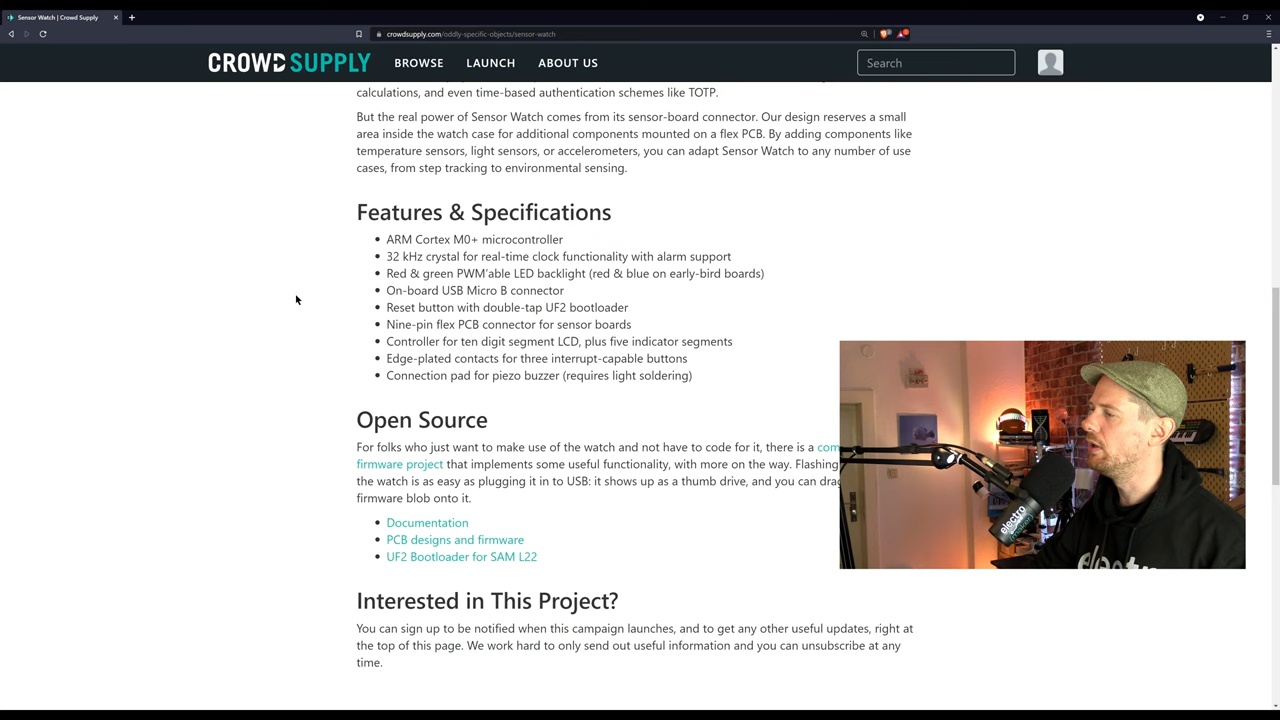 Sensor Watch | Crowd Supply
crowdsupply.com/oddly-specific-objects/sensor-watch
CROWD SUPPLY BROWSE LAUNCH ABOUT US Search
calculations, and even time-based authentication schemes like TOTP.
But the real power of Sensor Watch comes from its sensor-board connector. Our design reserves a small
area inside the watch case for additional components mounted on a flex PCB. By adding components like
temperature sensors, light sensors, or accelerometers, you can adapt Sensor Watch to any number of use
cases, from step tracking to environmental sensing.
Features & Specifications
• ARM Cortex M0+ microcontroller
• 32 kHz crystal for real-time clock functionality with alarm support
• Red & green PWM'able LED backlight (red & blue on early-bird boards)
• On-board USB Micro B connector
• Reset button with double-tap UF2 bootloader
• Nine-pin flex PCB connector for sensor boards
• Controller for ten digit segment LCD, plus five indicator segments
• Edge-plated contacts for three interrupt-capable buttons
• Connection pad for piezo buzzer (requires light soldering)
Open Source
For folks who just want to make use of the watch and not have to code for it, there is a com
firmware project that implements some useful functionality, with more on the way. Flashing
the watch is as easy as plugging it in to USB: it shows up as a thumb drive, and you can drag
firmware blob onto it.
• Documentation
• PCB designs and firmware
• UF2 Bootloader for SAM L22
Interested in This Project?
You can sign up to be notified when this campaign launches, and to get any other useful updates, right at
the top of this page. We work hard to only send out useful information and you can unsubscribe at any
time.
electro
maker